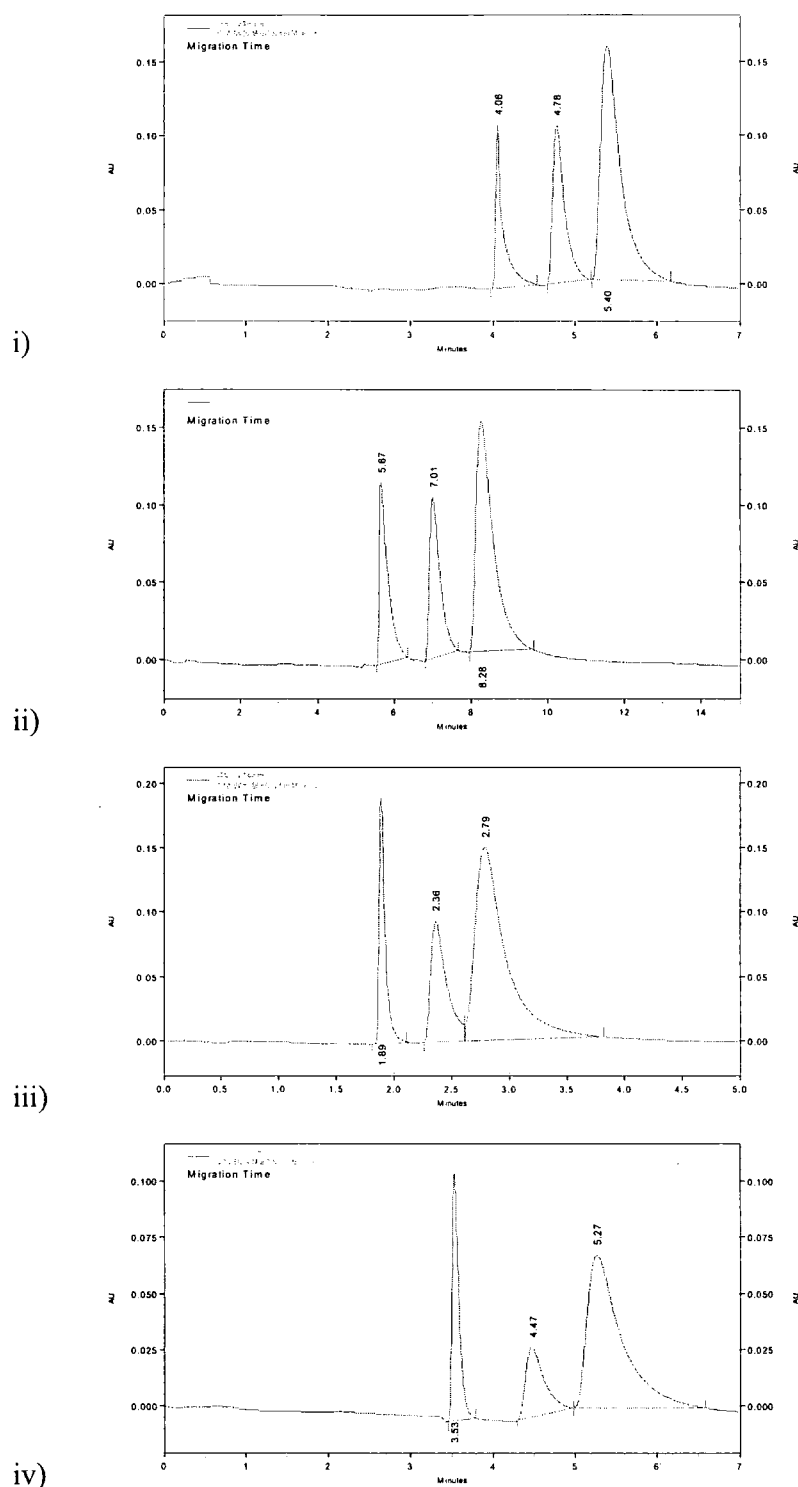 Migration Time
0.15 0.15
4.06 4.78
0.10 0.10
AU AU
0.05 0.05
0.00 0.00
5.40
0 1 2 3 4 5 6 7
Minutes
i)
Migration Time
0.15 0.15
5.67 7.01
0.10 0.10
AU AU
0.05 0.05
0.00 0.00
8.28
0 2 4 6 8 10 12 14
Minutes
ii)
0.20 0.20
Migration Time
2.79
0.15 0.15
2.36
0.10 0.10
AU AU
0.05 0.05
0.00 0.00
1.89
0.0 0.5 1.0 1.5 2.0 2.5 3.0 3.5 4.0 4.5 5.0
Minutes
iii)
Migration Time
0.100 0.100
5.27
0.075 0.075
4.47
0.050 0.050
AU AU
0.025 0.025
0.000 0.000
3.53
0 1 2 3 4 5 6 7
Minutes
iv)